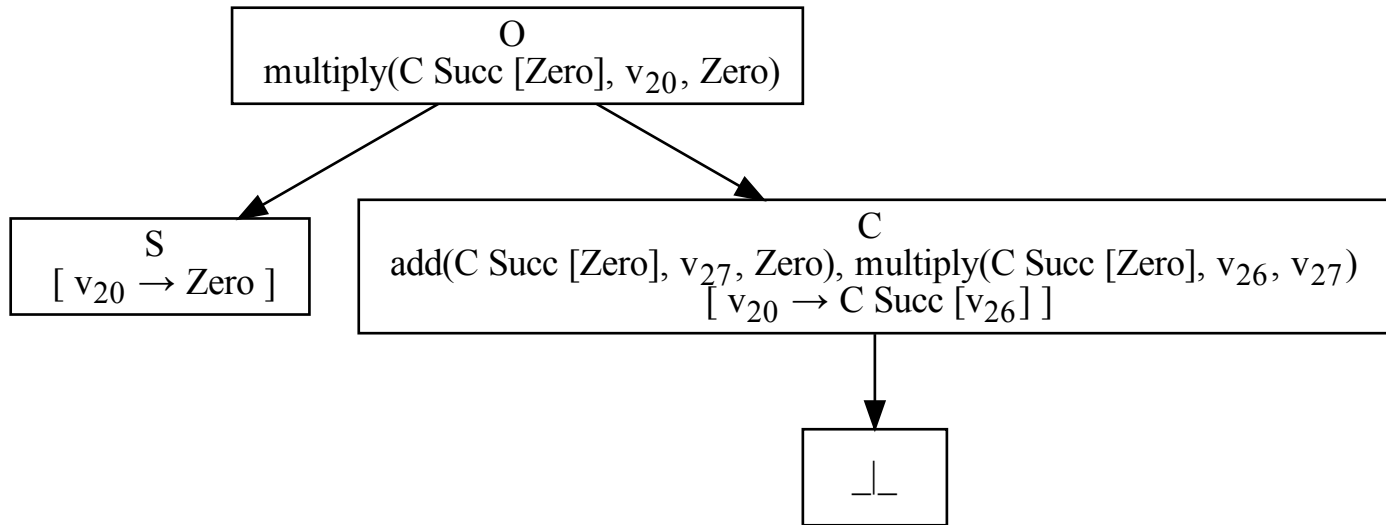 O
multiply(C Succ [Zero], v₂₀, Zero)
S
[ v₂₀ → Zero ]
C
add(C Succ [Zero], v₂₇, Zero), multiply(C Succ [Zero], v₂₆, v₂₇)
[ v₂₀ → C Succ [v₂₆] ]
_|_